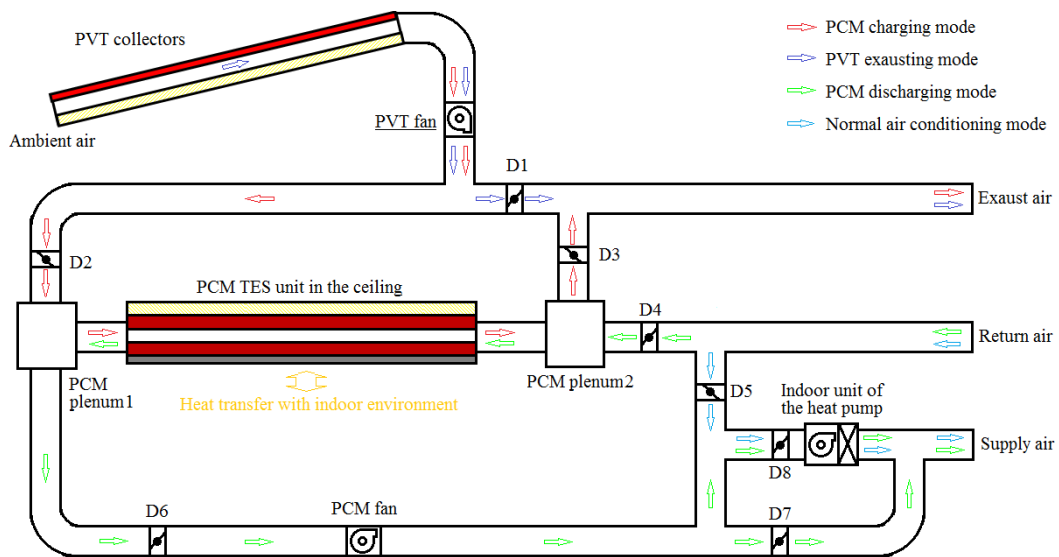 PVT collectors
PCM charging mode
PVT exausting mode
PCM discharging mode
Normal air conditioning mode
Ambient air
PVT fan
D1
Exaust air
D2
D3
PCM TES unit in the ceiling
D4
Return air
PCM
plenum1
PCM plenum2
D5
Indoor unit of
the heat pump
Heat transfer with indoor environment
Supply air
D8
D6
PCM fan
D7